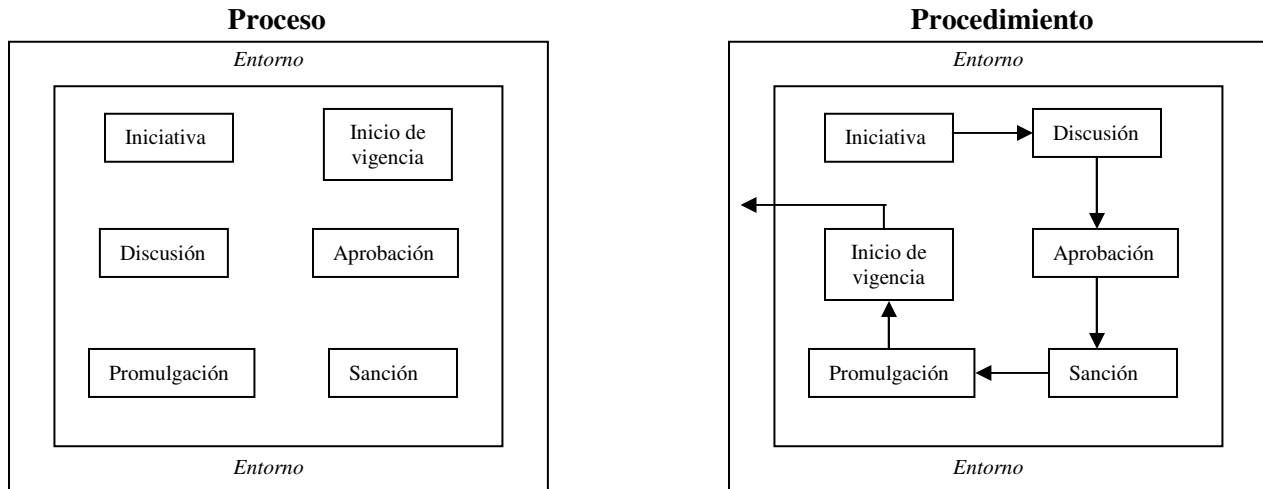 Proceso
Entorno
Iniciativa
Inicio de
vigencia
Discusión
Aprobación
Promulgación
Sanción
Entorno
Procedimiento
Entorno
Iniciativa
Discusión
Inicio de
vigencia
Aprobación
Promulgación
Sanción
Entorno